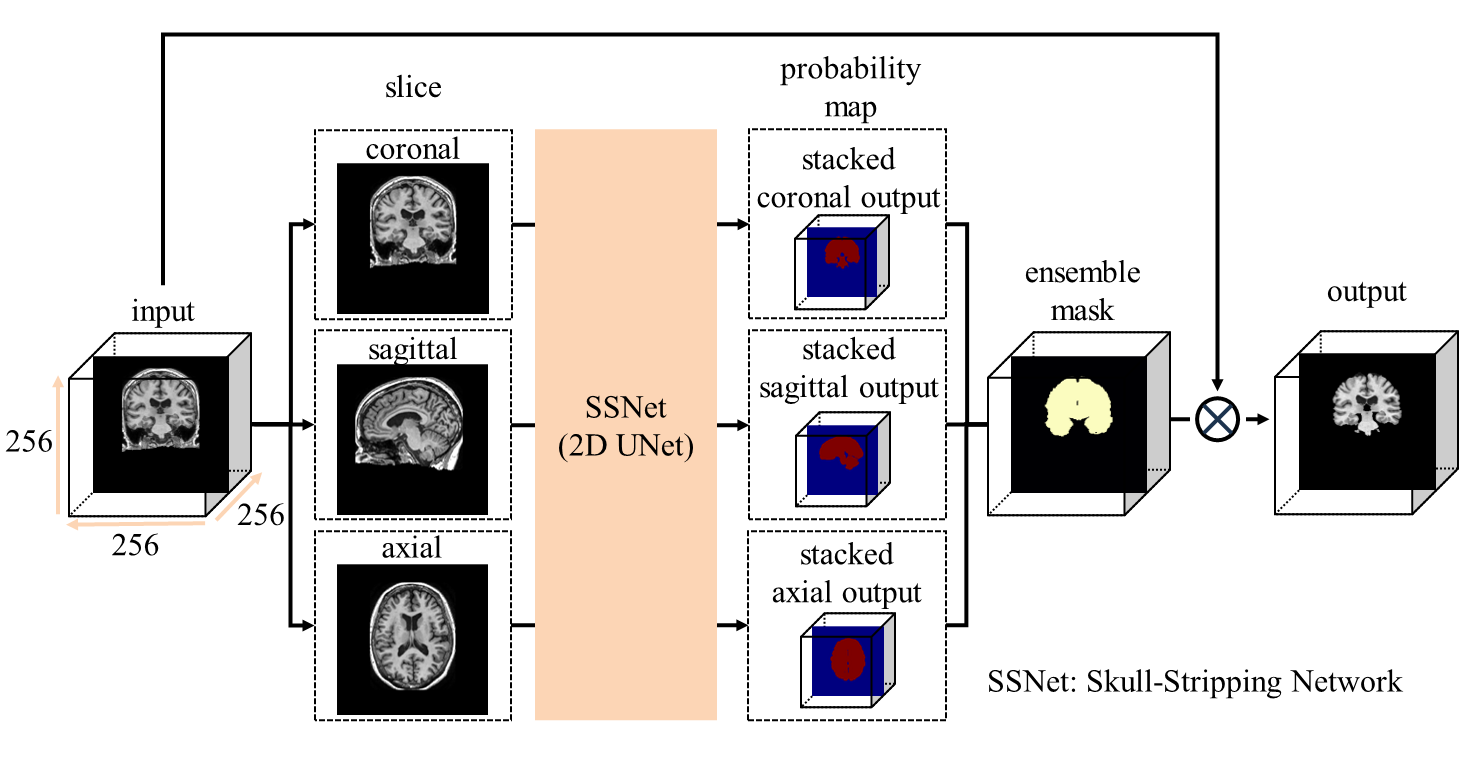 slice
probability
map
coronal
stacked
coronal output
input
256
256
256
sagittal
SSNet
(2D UNet)
stacked
sagittal output
ensemble
mask
output
axial
stacked
axial output
SSNet: Skull-Stripping Network